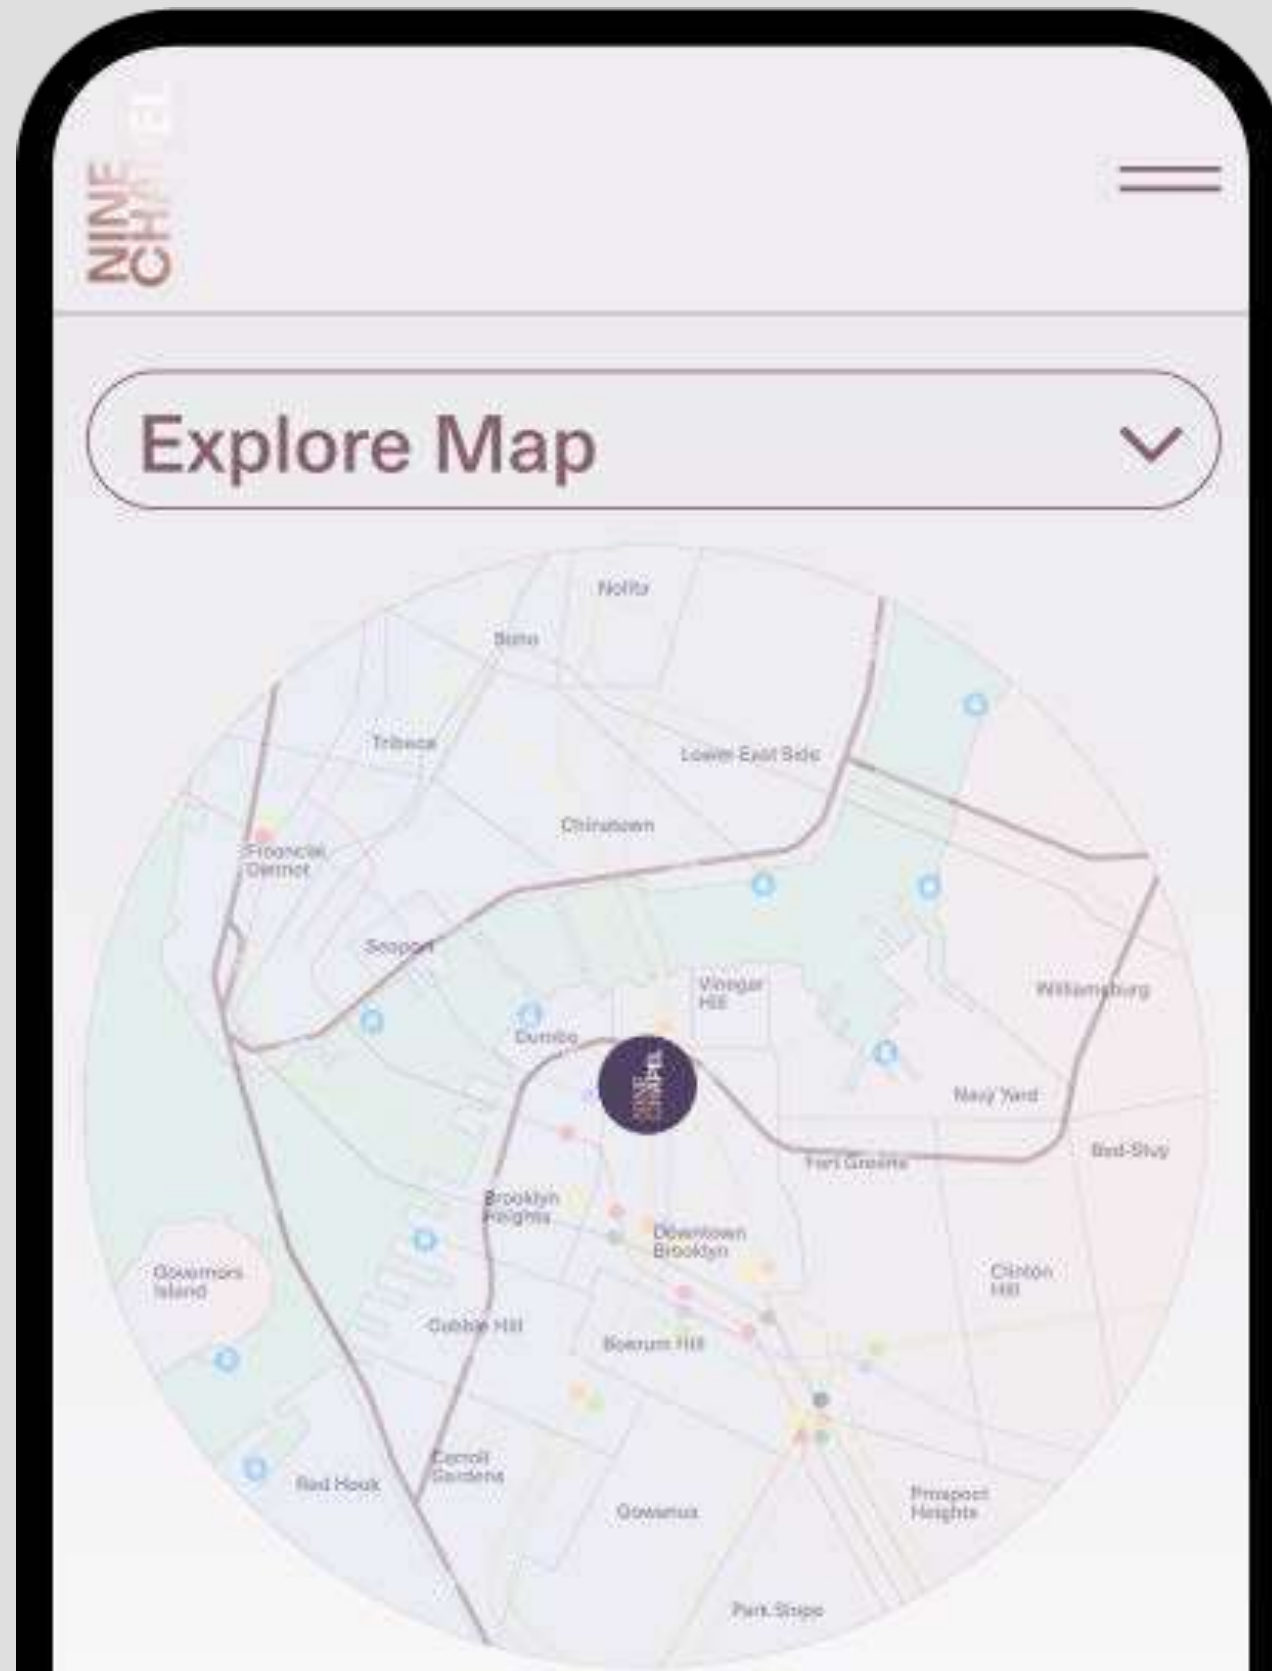 NINE
CHAPEL
Explore Map
Nolita
Soho
Tribeca
Lower East Side
Chinatown
Financial
District
Seaport
Vinegar
Hill
Williamsburg
Dumbo
NINE
CHAPEL
Navy Yard
Bed-Stuy
Fort Greene
Brooklyn
Heights
Downtown
Brooklyn
Governors
Island
Clinton
Hill
Cobble Hill
Boerum Hill
Carroll
Gardens
Red Hook
Gowanus
Prospect
Heights
Park Slope